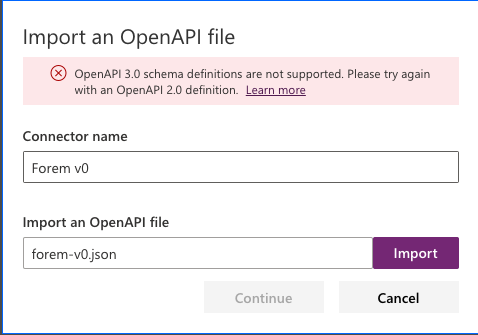 Import an OpenAPI file
OpenAPI 3.0 schema definitions are not supported. Please try again
with an OpenAPI 2.0 definition. Learn more
Connector name
Forem v0
Import an OpenAPI file
forem-v0.json
Import
Continue
Cancel